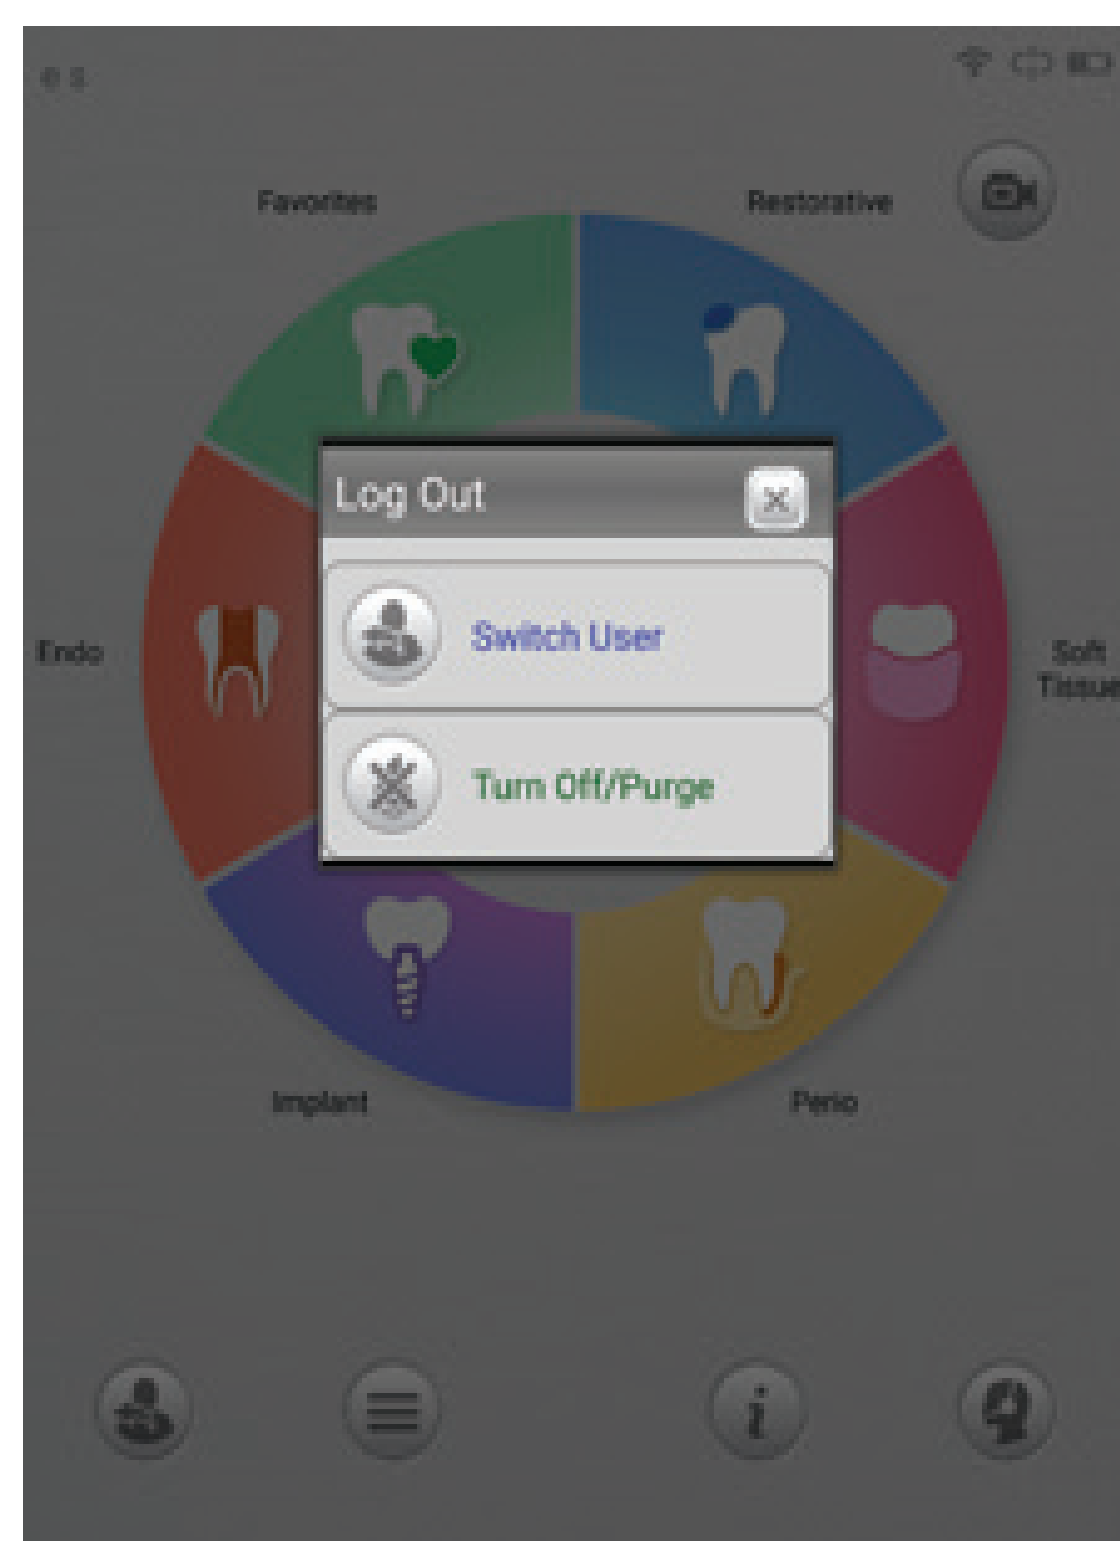 e s
Favorites
Restorative
Log Out
Switch User
Endo
Soft
Tissue
Turn Off/Purge
Implant
Perio
i